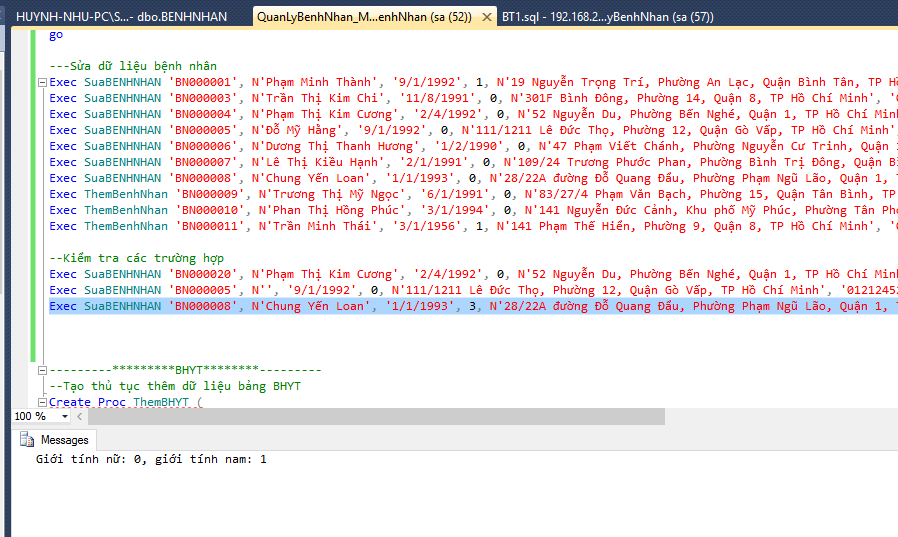 HUYNH-NHU-PC\S...- dbo.BENHNHAN QuanLyBenhNhan_M...enhNhan (sa (52)) BT1.sql - 192.168.2...yBenhNhan (sa (57))
go
---Sửa dữ liệu bệnh nhân
Exec SuaBENHNHAN 'BN000001', N'Phạm Minh Thành', '9/1/1992', 1, N'19 Nguyễn Trọng Trí, Phường An Lạc, Quận Bình Tân, TP H
Exec SuaBENHNHAN 'BN000003', N'Trần Thị Kim Chi', '11/8/1991', 0, N'301F Bình Đông, Phường 14, Quận 8, TP Hồ Chí Minh', '
Exec SuaBENHNHAN 'BN000004', N'Phạm Thị Kim Cương', '2/4/1992', 0, N'52 Nguyễn Du, Phường Bến Nghé, Quận 1, TP Hồ Chí Min
Exec SuaBENHNHAN 'BN000005', N'Đỗ Mỹ Hằng', '9/1/1992', 0, N'111/1211 Lê Đức Thọ, Phường 12, Quận Gò Vấp, TP Hồ Chí Minh'
Exec SuaBENHNHAN 'BN000006', N'Dương Thị Thanh Hương', '1/2/1990', 0, N'47 Phạm Viết Chánh, Phường Nguyễn Cư Trinh, Quận
Exec SuaBENHNHAN 'BN000007', N'Lê Thị Kiều Hạnh', '2/1/1991', 0, N'109/24 Trương Phước Phan, Phường Bình Trị Đông, Quận B
Exec SuaBENHNHAN 'BN000008', N'Chung Yến Loan', '1/1/1993', 0, N'28/22A đường Đỗ Quang Đẩu, Phường Phạm Ngũ Lão, Quận 1,
Exec ThemBenhNhan 'BN000009', N'Trương Thị Mỹ Ngọc', '6/1/1991', 0, N'83/27/4 Phạm Văn Bạch, Phường 15, Quận Tân Bình, TP
Exec ThemBenhNhan 'BN000010', N'Phan Thị Hồng Phúc', '3/1/1994', 0, N'141 Nguyễn Đức Cảnh, Khu phố Mỹ Phúc, Phường Tân Ph
Exec ThemBenhNhan 'BN000011', N'Trần Minh Thái', '3/1/1956', 1, N'141 Phạm Thế Hiển, Phường 9, Quận 8, TP Hồ Chí Minh', '
--Kiểm tra các trường hợp
Exec SuaBENHNHAN 'BN000020', N'Phạm Thị Kim Cương', '2/4/1992', 0, N'52 Nguyễn Du, Phường Bến Nghé, Quận 1, TP Hồ Chí Min
Exec SuaBENHNHAN 'BN000005', N'', '9/1/1992', 0, N'111/1211 Lê Đức Thọ, Phường 12, Quận Gò Vấp, TP Hồ Chí Minh', '0121245
Exec SuaBENHNHAN 'BN000008', N'Chung Yến Loan', '1/1/1993', 3, N'28/22A đường Đỗ Quang Đẩu, Phường Phạm Ngũ Lão, Quận 1,
----------*********BHYT********----------
--Tạo thủ tục thêm dữ liệu bảng BHYT
Create Proc ThemBHYT (
100 %
Messages
Giới tính nữ: 0, giới tính nam: 1